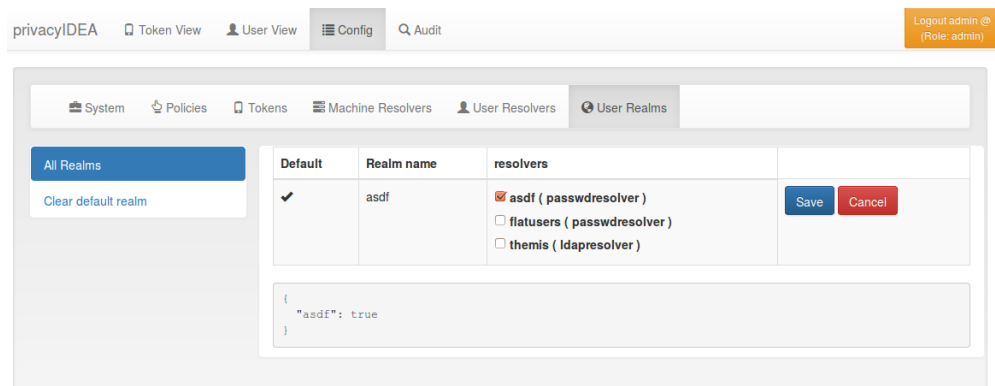 privacyIDEA Token View User View Config Audit Logout admin @
(Role: admin)
System Policies Tokens Machine Resolvers User Resolvers User Realms
All Realms
Clear default realm
Default Realm name resolvers
asdf asdf ( passwdresolver ) Save Cancel
flatusers ( passwdresolver )
themis ( ldapresolver )
{
"asdf": true
}